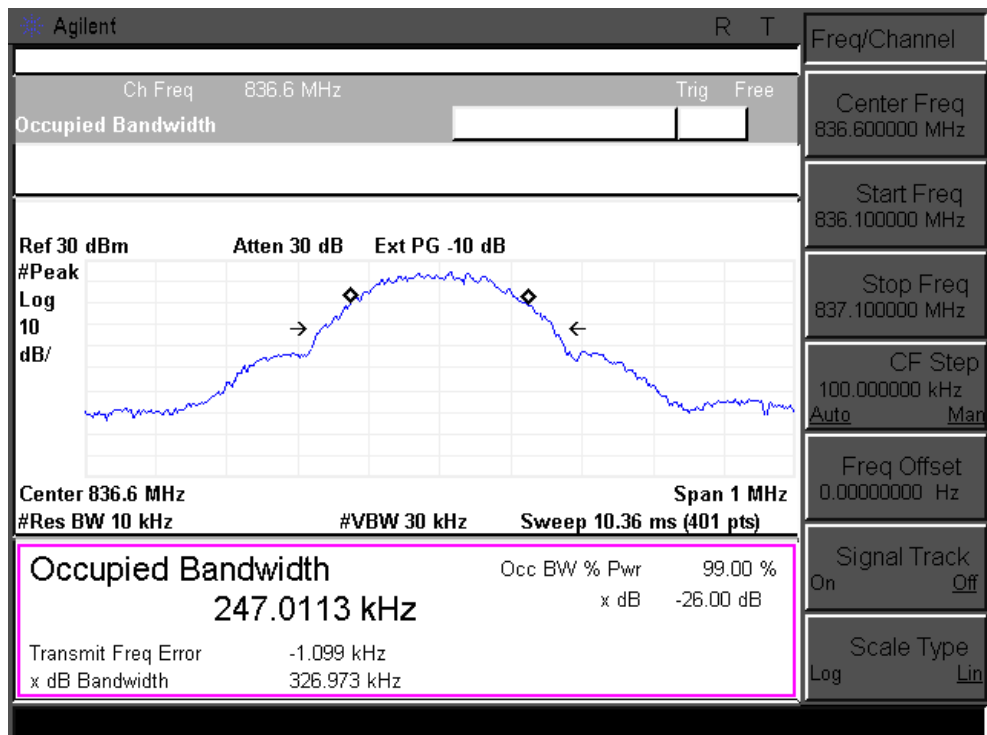 Agilent R T
Freq/Channel
Ch Freq 836.6 MHz Trig Free
Occupied Bandwidth
Center Freq
836.600000 MHz
Start Freq
836.100000 MHz
Stop Freq
837.100000 MHz
CF Step
100.000000 kHz
Auto Man
Freq Offset
0.00000000 Hz
Signal Track
On Off
Scale Type
Log Lin
Ref 30 dBm Atten 30 dB Ext PG -10 dB
#Peak
Log
10
dB/
Center 836.6 MHz Span 1 MHz
#Res BW 10 kHz #VBW 30 kHz Sweep 10.36 ms (401 pts)
Occupied Bandwidth Occ BW % Pwr 99.00 %
247.0113 kHz x dB -26.00 dB
Transmit Freq Error -1.099 kHz
x dB Bandwidth 326.973 kHz